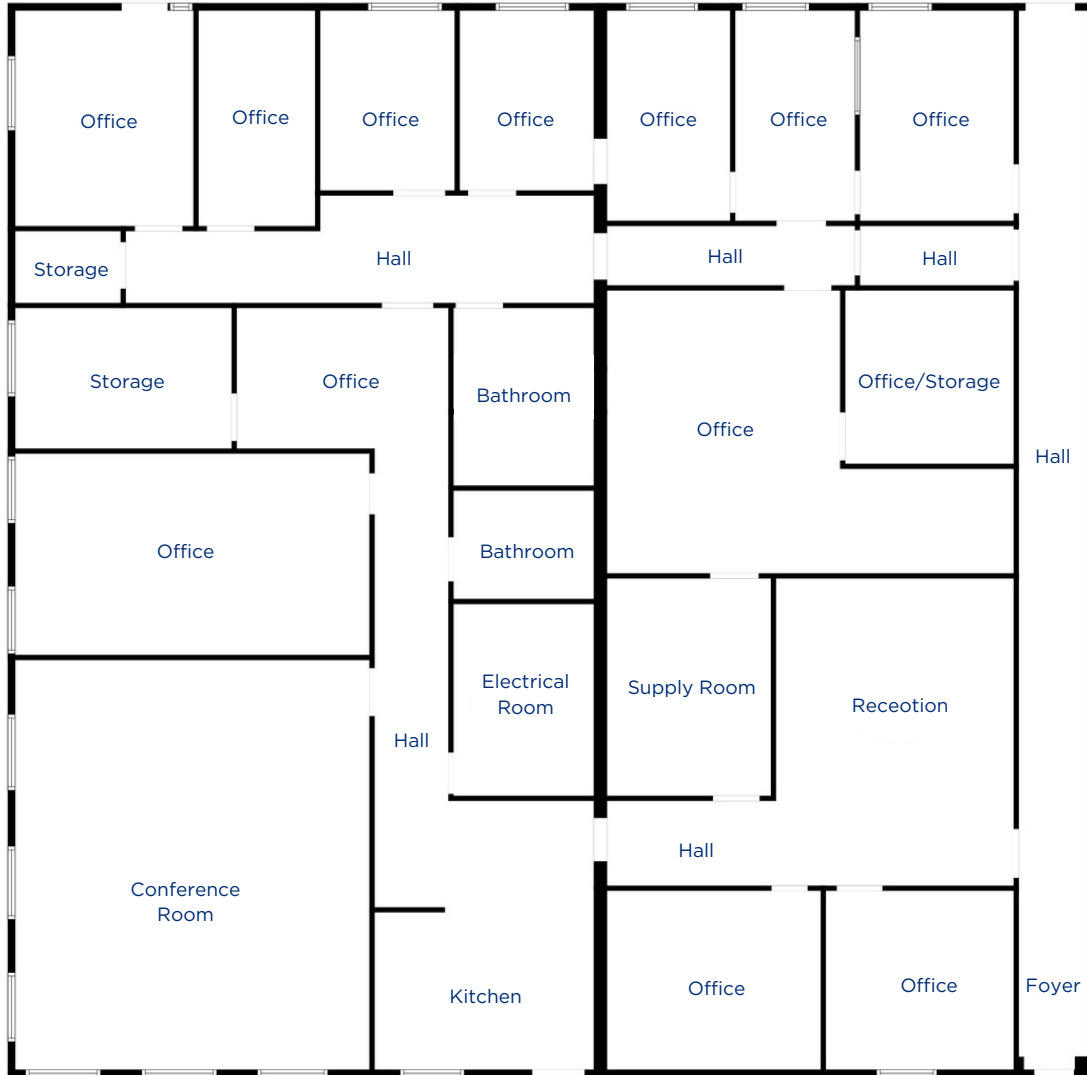 Office
Office
Office
Office
Office
Office
Office
Storage
Hall
Hall
Hall
Storage
Office
Bathroom
Office
Office/Storage
Hall
Office
Bathroom
Electrical
Room
Supply Room
Receotion
Hall
Hall
Conference
Room
Kitchen
Office
Office
Foyer